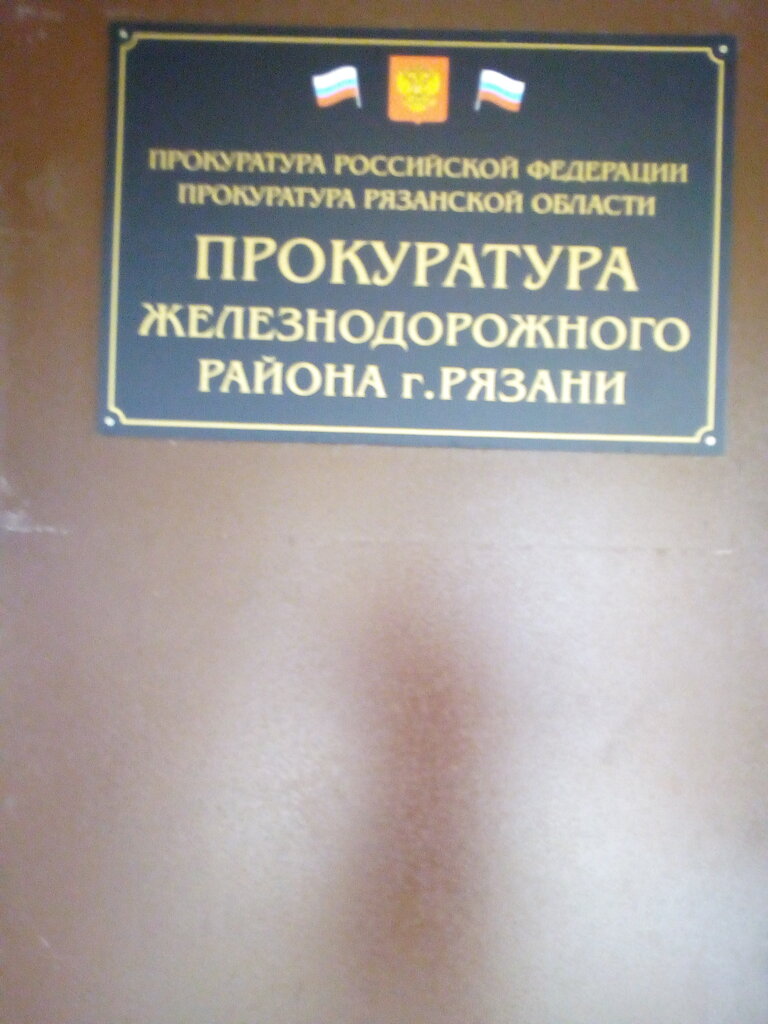 ПРОКУРАТУРА РОССИЙСКОЙ ФЕДЕРАЦИИ
ПРОКУРАТУРА РЯЗАНСКОЙ ОБЛАСТИ
ПРОКУРАТУРА
ЖЕЛЕЗНОДОРОЖНОГО
РАЙОНА г.РЯЗАНИ